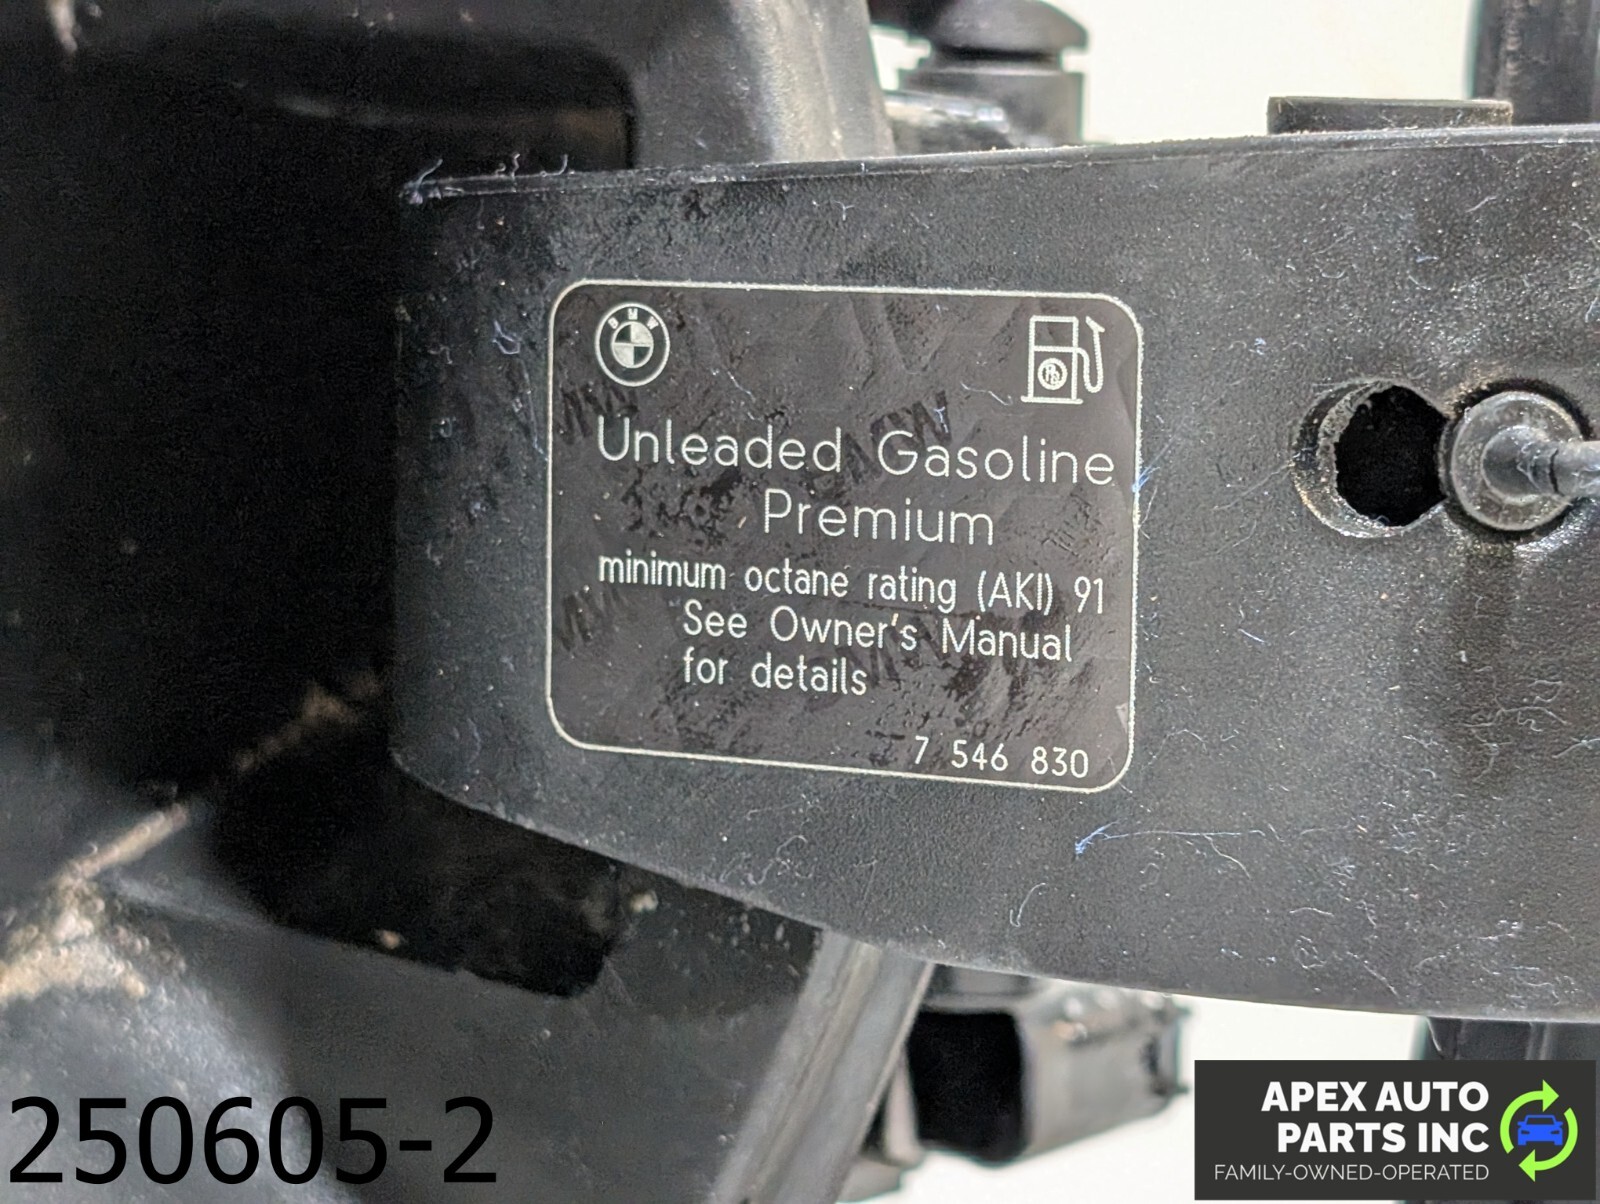 BMW
Unleaded Gasoline
Premium
minimum octane rating (AKI) 91
See Owner's Manual
for details
7 546 830
250605-2
APEX AUTO
PARTS INC
FAMILY-OWNED-OPERATED